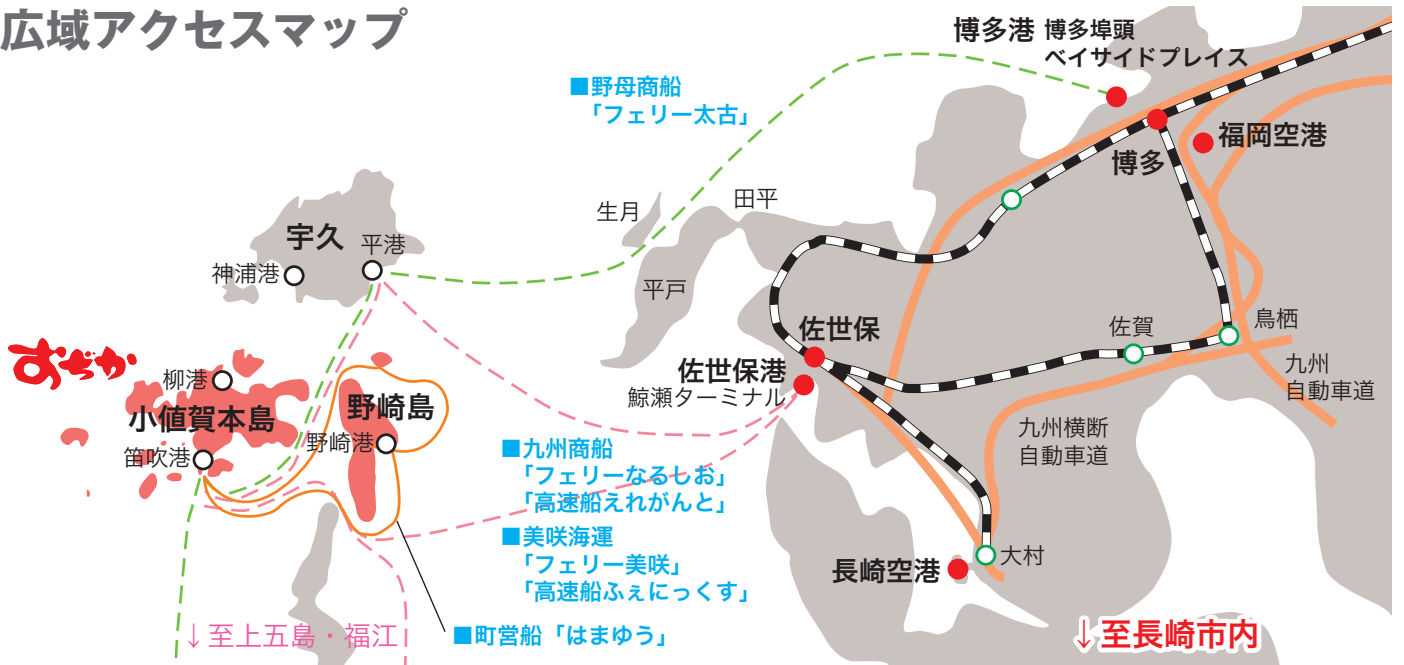 広域アクセスマップ
博多港 博多埠頭
ベイサイドプレイス
■野母商船
「フェリー太古」
福岡空港
博多
生月
田平
宇久
平港
神浦港
平戸
佐世保
佐賀
鳥栖
佐世保港
鯨瀬ターミナル
九州
自動車道
おぢか
柳港
小値賀本島
野崎島
笛吹港
野崎港
九州横断
自動車道
■九州商船
「フェリーなるしお」
「高速船えれがんと」
■美咲海運
「フェリー美咲」
「高速船ふぇにっくす」
大村
長崎空港
↓至上五島・福江
■町営船「はまゆう」
↓至長崎市内